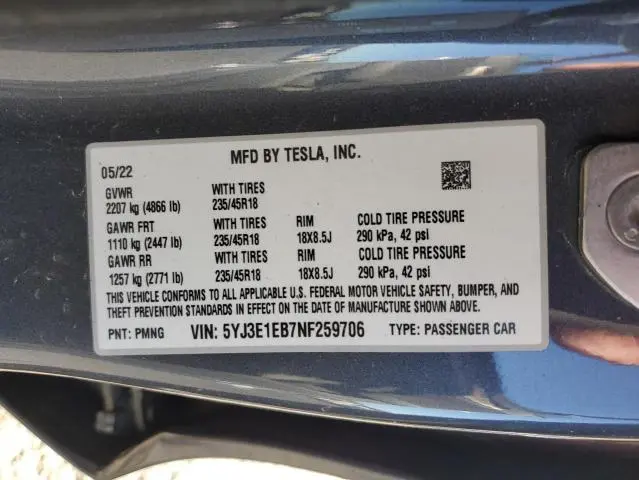 MFD BY TESLA, INC.
05/22
GVWR WITH TIRES
2207 kg (4866 lb) 235/45R18
GAWR FRT WITH TIRES RIM COLD TIRE PRESSURE
1110 kg (2447 lb) 235/45R18 18X8.5J 290 kPa, 42 psi
GAWR RR WITH TIRES RIM COLD TIRE PRESSURE
1257 kg (2771 lb) 235/45R18 18X8.5J 290 kPa, 42 psi
THIS VEHICLE CONFORMS TO ALL APPLICABLE U.S. FEDERAL MOTOR VEHICLE SAFETY, BUMPER, AND
THEFT PREVENTION STANDARDS IN EFFECT ON THE DATE OF MANUFACTURE SHOWN ABOVE.
PNT: PMNG VIN: 5YJ3E1EB7NF259706 TYPE: PASSENGER CAR